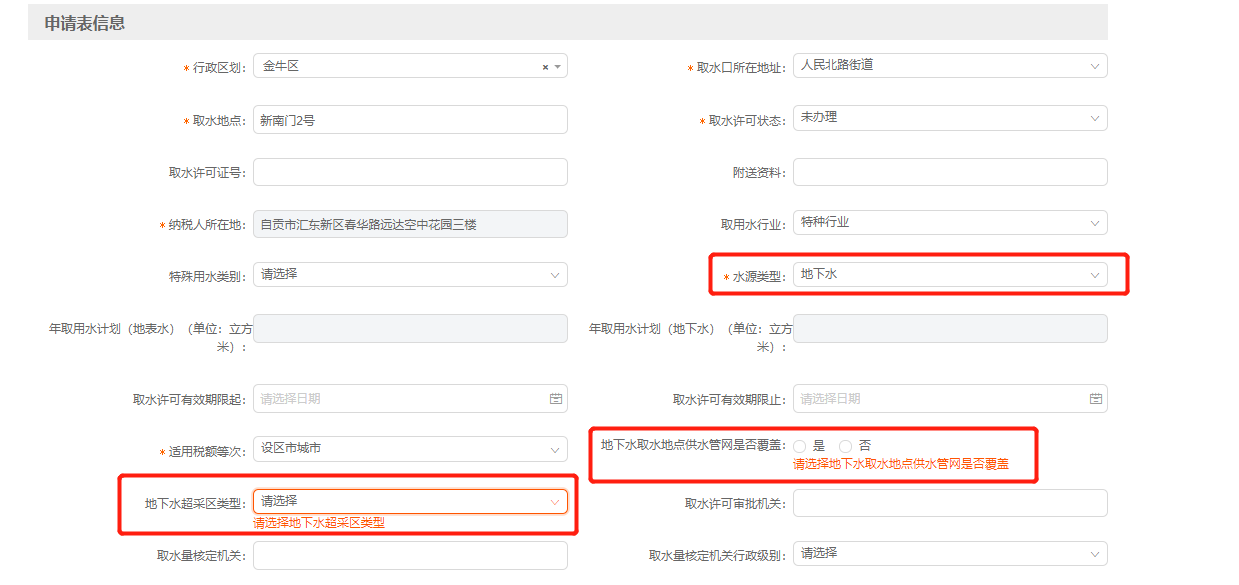 申请表信息
* 行政区划： 金牛区 × 
* 取水口所在地址： 人民北路街道
* 取水地点： 新南门2号
* 取水许可状态： 未办理
取水许可证号：
附送资料：
* 纳税人所在地： 自贡市汇东新区春华路远达空中花园三楼
取用水行业： 特种行业
特殊用水类别： 请选择
* 水源类型： 地下水
年取用水计划（地表水）（单位：立方
米）：
年取用水计划（地下水）（单位：立方
米）：
取水许可有效期限起： 请选择日期
取水许可有效期限止： 请选择日期
* 适用税额等次： 设区市城市
地下水取水地点供水管网是否覆盖： 是 否
请选择地下水取水地点供水管网是否覆盖
地下水超采区类型： 请选择
请选择地下水超采区类型
取水许可审批机关：
取水量核定机关：
取水量核定机关行政级别： 请选择